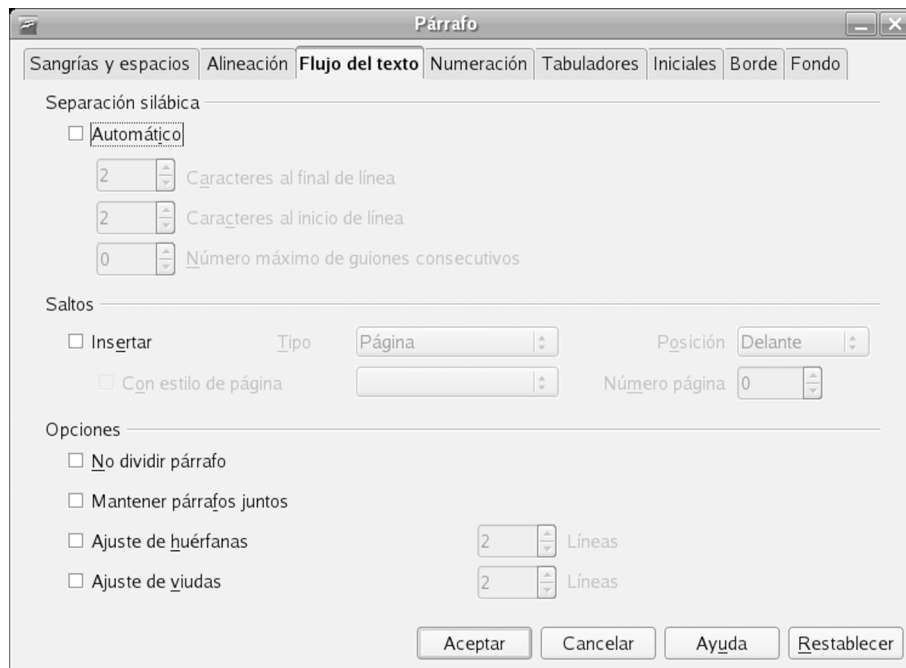 Párrafo
Sangrías y espacios Alineación Flujo del texto Numeración Tabuladores Iniciales Borde Fondo
Separación silábica
Automático
2 Caracteres al final de línea
2 Caracteres al inicio de línea
0 Número máximo de guiones consecutivos
Saltos
Insertar Tipo Página Posición Delante
Con estilo de página Número página 0
Opciones
No dividir párrafo
Mantener párrafos juntos
Ajuste de huérfanas 2 Líneas
Ajuste de viudas 2 Líneas
Aceptar Cancelar Ayuda Restablecer